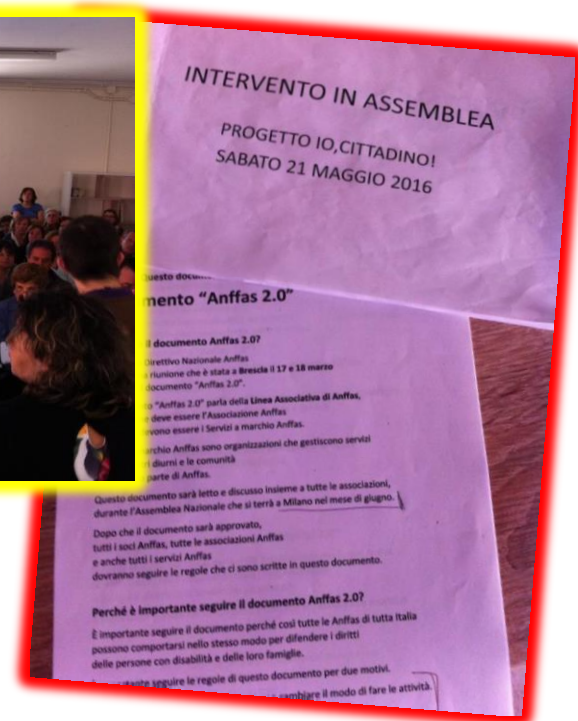 INTERVENTO IN ASSEMBLEA
PROGETTO IO,CITTADINO!
SABATO 21 MAGGIO 2016
uesto docu
mento “Anffas 2.0”
il documento Anffas 2.0?
Direttivo Nazionale Anffas
riunione che è stata a Brescia il 17 e 18 marzo
documento “Anffas 2.0”.
“Anffas 2.0” parla della Linea Associativa di Anffas,
deve essere l'Associazione Anffas
evono essere i Servizi a marchio Anffas.
archio Anffas sono organizzazioni che gestiscono servizi
diurni e le comunità
parte di Anffas.
Questo documento sarà letto e discusso insieme a tutte le associazioni,
durante l'Assemblea Nazionale che si terrà a Milano nel mese di giugno.
Dopo che il documento sarà approvato,
tutti i soci Anffas, tutte le associazioni Anffas
e anche tutti i servizi Anffas
dovranno seguire le regole che ci sono scritte in questo documento.
Perché è importante seguire il documento Anffas 2.0?
È importante seguire il documento perché così tutte le Anffas di tutta Italia
possono comportarsi nello stesso modo per difendere i diritti
delle persone con disabilità e delle loro famiglie.
seguire le regole di questo documento per due motivi.
cambiare il modo di fare le attività.